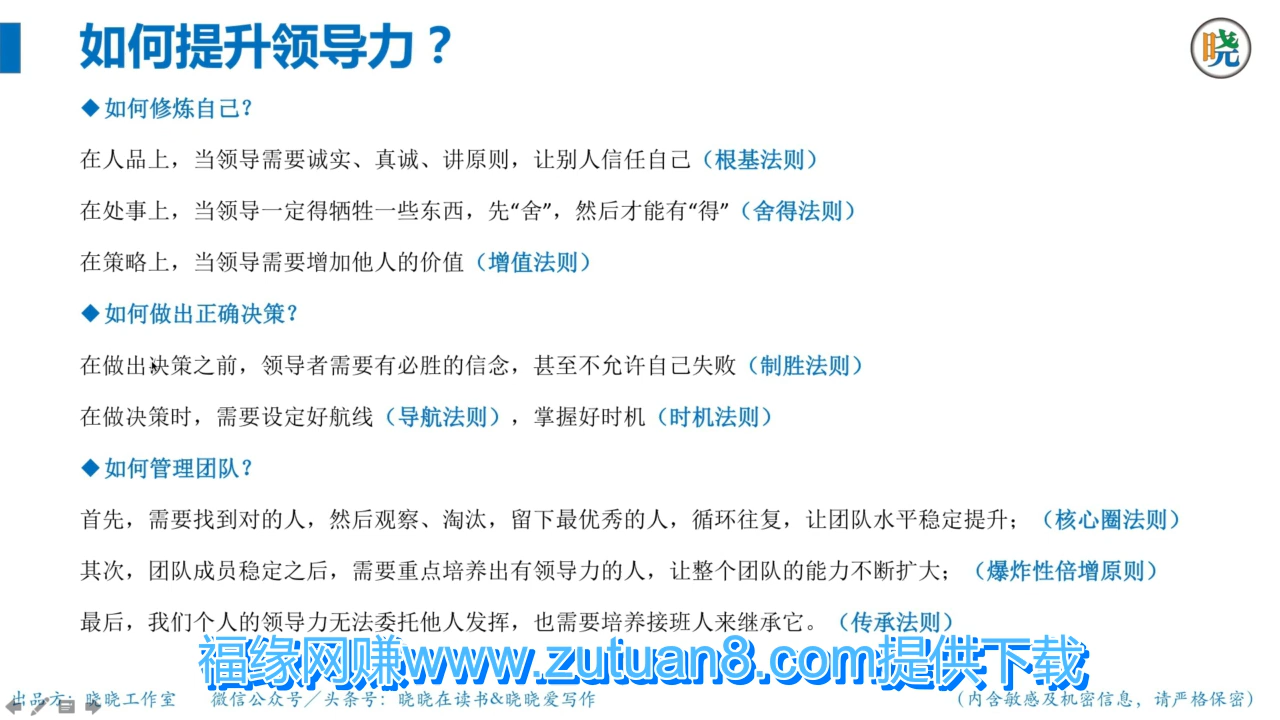 如何提升领导力？
晓
◆如何修炼自己？
在人品上，当领导需要诚实、真诚、讲原则，让别人信任自己（根基法则）
在处事上，当领导一定得牺牲一些东西，先“舍”，然后才能有“得”（舍得法则）
在策略上，当领导需要增加他人的价值（增值法则）
◆如何做出正确决策？
在做出决策之前，领导者需要有必胜的信念，甚至不允许自己失败（制胜法则）
在做决策时，需要设定好航线（导航法则），掌握好时机（时机法则）
◆如何管理团队？
首先，需要找到对的人，然后观察、淘汰，留下最优秀的人，循环往复，让团队水平稳定提升；（核心圈法则）
其次，团队成员稳定之后，需要重点培养出有领导力的人，让整个团队的能力不断扩大；（爆炸性倍增原则）
最后，我们个人的领导力无法委托他人发挥，也需要培养接班人来继承它。（传承法则）
福缘网赚www.zutuan8.com提供下载
出品方：晓晓工作室 微信公众号／头条号：晓晓在读书&晓晓爱写作 （内含敏感及机密信息，请严格保密）